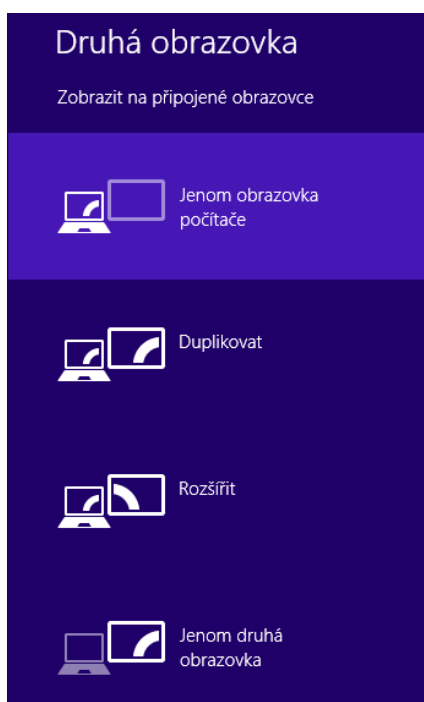 Druhá obrazovka
Zobrazit na připojené obrazovce
Jenom obrazovka
počítače
Duplikovat
Rozšířit
Jenom druhá
obrazovka